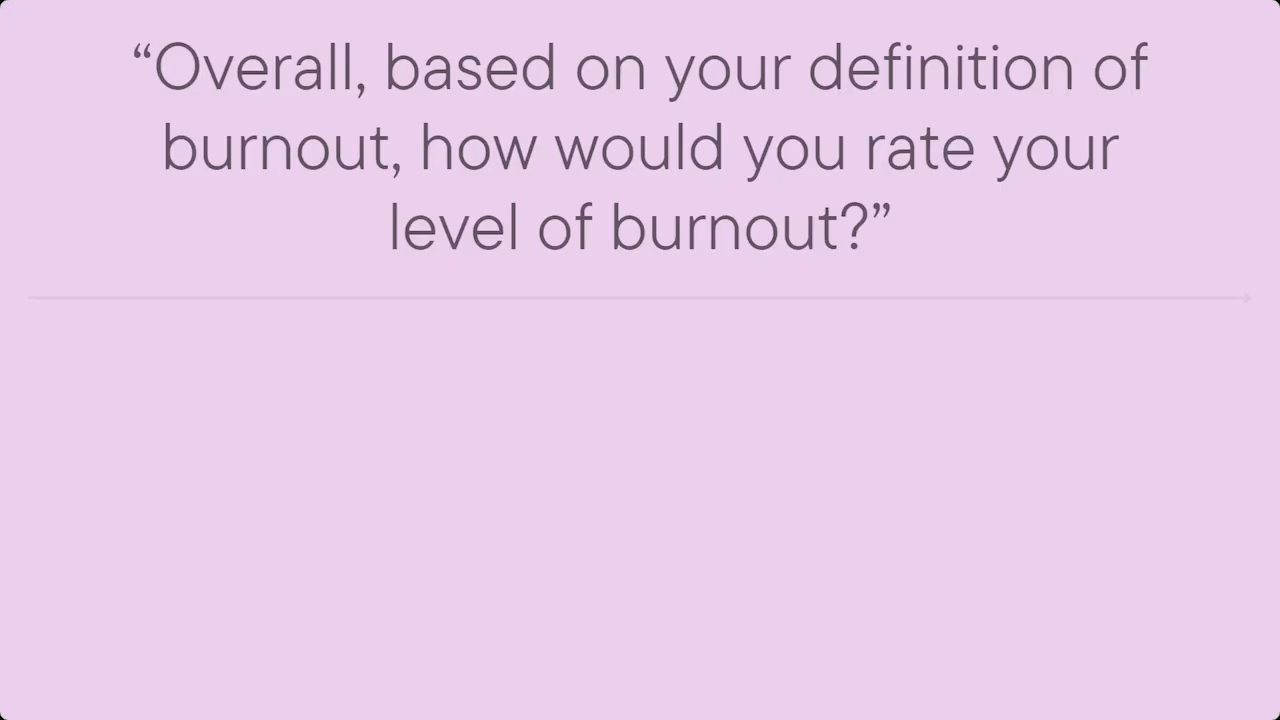 “Overall, based on your definition of
burnout, how would you rate your
level of burnout?”